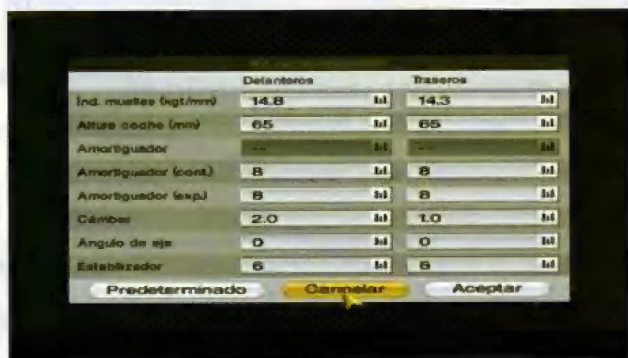 Delanteros Traseros
Ind. muelles (kgf/mm) 14.8 14.3
Altura coche (mm) 65 65
Amortiguador -- --
Amortiguador (cont.) 8 8
Amortiguador (exp.) 8 8
Cámber 2.0 1.0
Angulo de eje 0 0
Estabilizador 6 6
Predeterminado Cancelar Aceptar